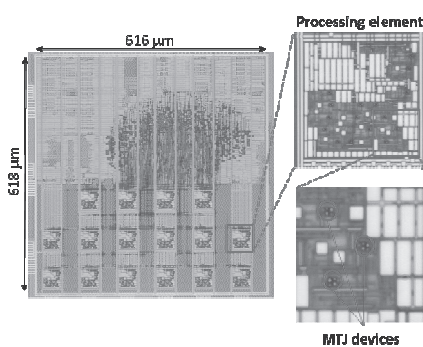 616 µm
Processing element
618 µm
MTJ devices